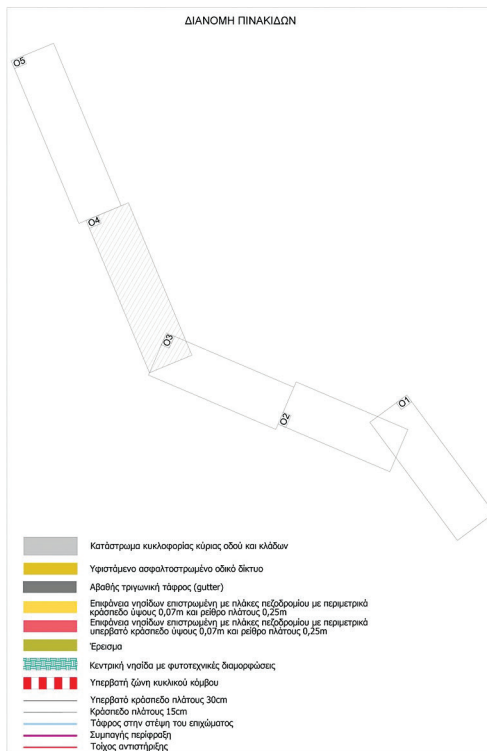 ΔΙΑΝΟΜΗ ΠΙΝΑΚΙΔΩΝ
O5
O4
O3
O2
O1
Κατάστρωμα κυκλοφορίας κύριας οδού και κλάδων
Υφιστάμενο ασφαλτοστρωμένο οδικό δίκτυο
Αβαθής τριγωνική τάφρος (gutter)
Επιφάνεια νησίδων επιστρωμένη με πλάκες πεζοδρομίου με περιμετρικά
κράσπεδο ύψους 0,07m και ρείθρο πλάτους 0,25m
Επιφάνεια νησίδων επιστρωμένη με πλάκες πεζοδρομίου με περιμετρικά
υπερβατό κράσπεδο ύψους 0,07m και ρείθρο πλάτους 0,25m
Έρεισμα
Κεντρική νησίδα με φυτοτεχνικές διαμορφώσεις
Υπερβατή ζώνη κυκλικού κόμβου
Υπερβατό κράσπεδο πλάτους 30cm
Κράσπεδο πλάτους 15cm
Τάφρος στην στέψη του επιχώματος
Συμπαγής περίφραξη
Τοίχος αντιστήριξης